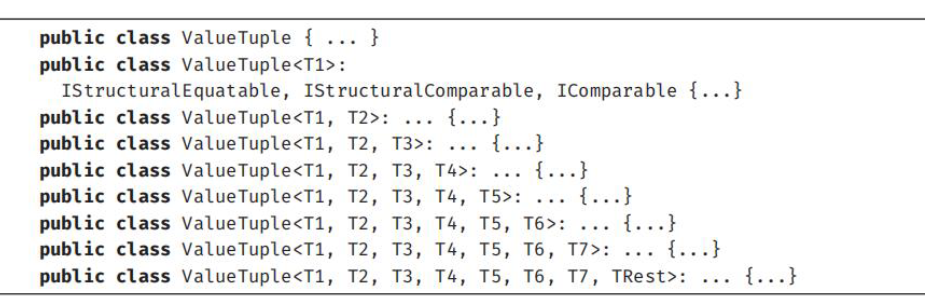 public class ValueTuple { ... }
public class ValueTuple<T1>:
IStructuralEquatable, IStructuralComparable, IComparable {...}
public class ValueTuple<T1, T2>: ... {...}
public class ValueTuple<T1, T2, T3>: ... {...}
public class ValueTuple<T1, T2, T3, T4>: ... {...}
public class ValueTuple<T1, T2, T3, T4, T5>: ... {...}
public class ValueTuple<T1, T2, T3, T4, T5, T6>: ... {...}
public class ValueTuple<T1, T2, T3, T4, T5, T6, T7>: ... {...}
public class ValueTuple<T1, T2, T3, T4, T5, T6, T7, TRest>: ... {...}